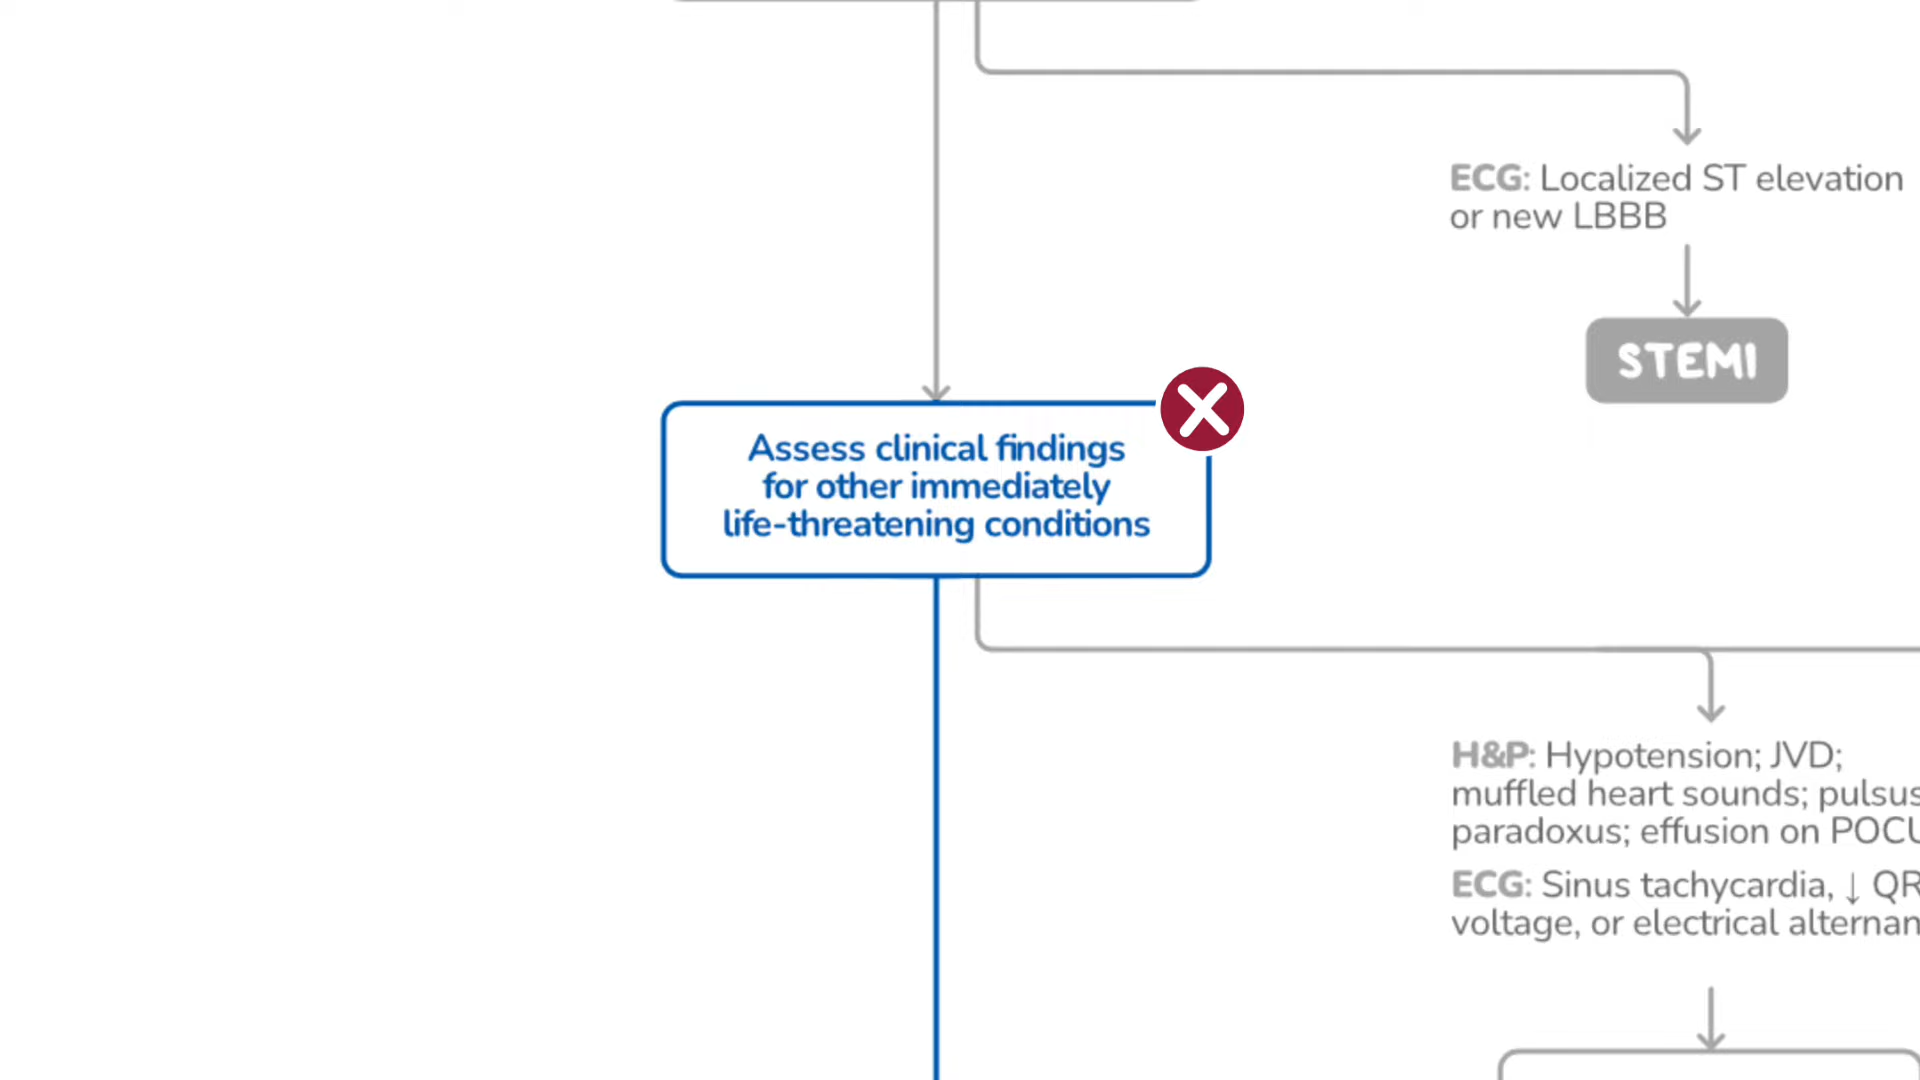 ECG: Localized ST elevation
or new LBBB
STEMI
Assess clinical findings
for other immediately
life-threatening conditions
H&P: Hypotension; JVD;
muffled heart sounds; pulsus
paradoxus; effusion on
ECG: Sinus tachycardia, ↓
voltage, or electrical